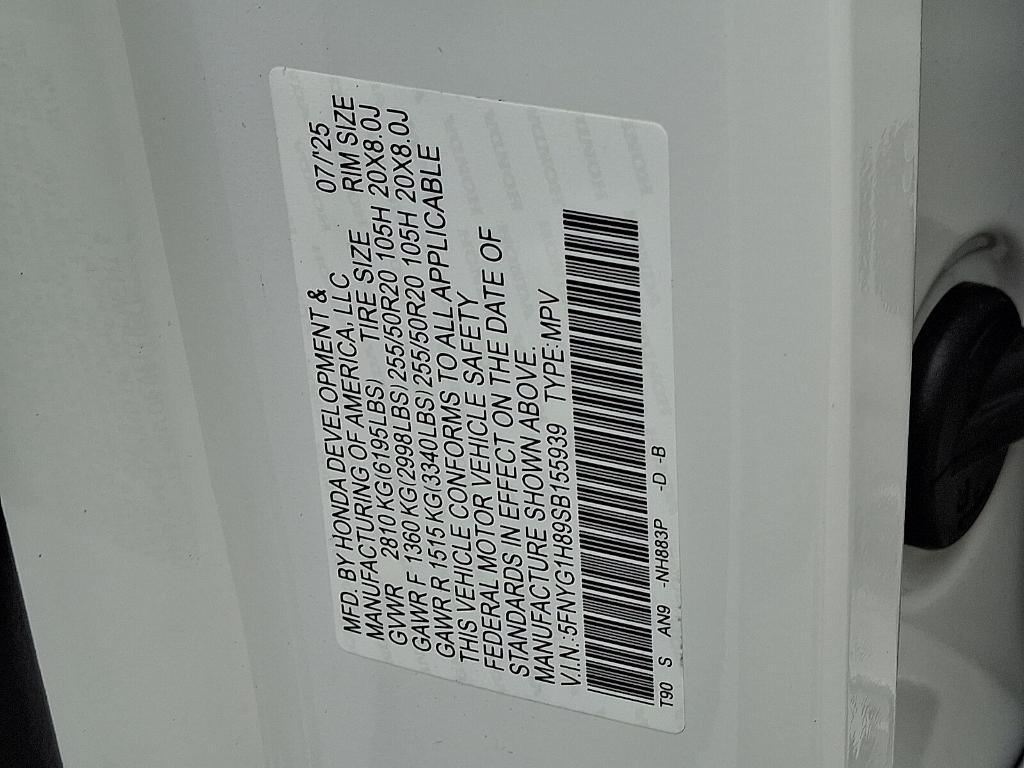 MFD. BY HONDA DEVELOPMENT & 07/'25
MANUFACTURING OF AMERICA, LLC
GVWR 2810 KG(6195LBS) TIRE SIZE RIM SIZE
GAWR F 1360 KG(2998LBS) 255/50R20 105H 20X8.0J
GAWR R 1515 KG(3340LBS) 255/50R20 105H 20X8.0J
THIS VEHICLE CONFORMS TO ALL APPLICABLE
FEDERAL MOTOR VEHICLE SAFETY
STANDARDS IN EFFECT ON THE DATE OF
MANUFACTURE SHOWN ABOVE.
V.I.N.:5FNYG1H89SB155939 TYPE:MPV
T90 S AN9 -NH883P -D -B